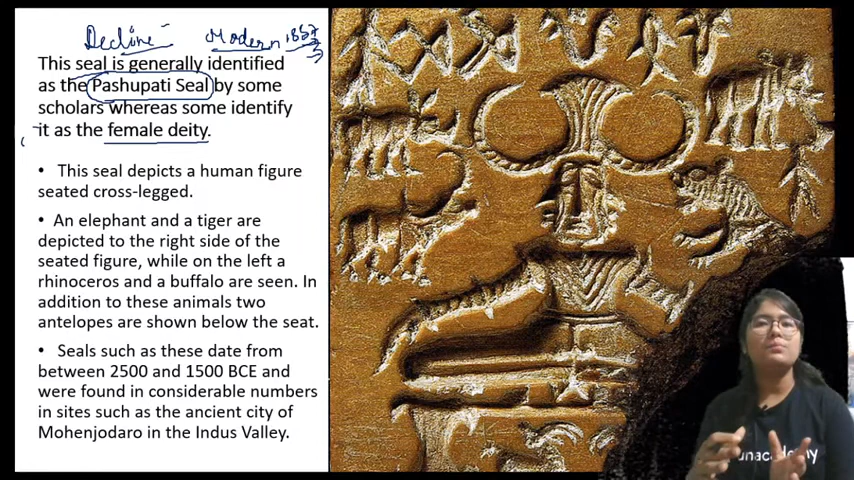 Decline Modern 1857
This seal is generally identified
as the Pashupati Seal by some
scholars whereas some identify
it as the female deity.
• This seal depicts a human figure
seated cross-legged.
• An elephant and a tiger are
depicted to the right side of the
seated figure, while on the left a
rhinoceros and a buffalo are seen. In
addition to these animals two
antelopes are shown below the seat.
• Seals such as these date from
between 2500 and 1500 BCE and
were found in considerable numbers
in sites such as the ancient city of
Mohenjodaro in the Indus Valley.
unacademy